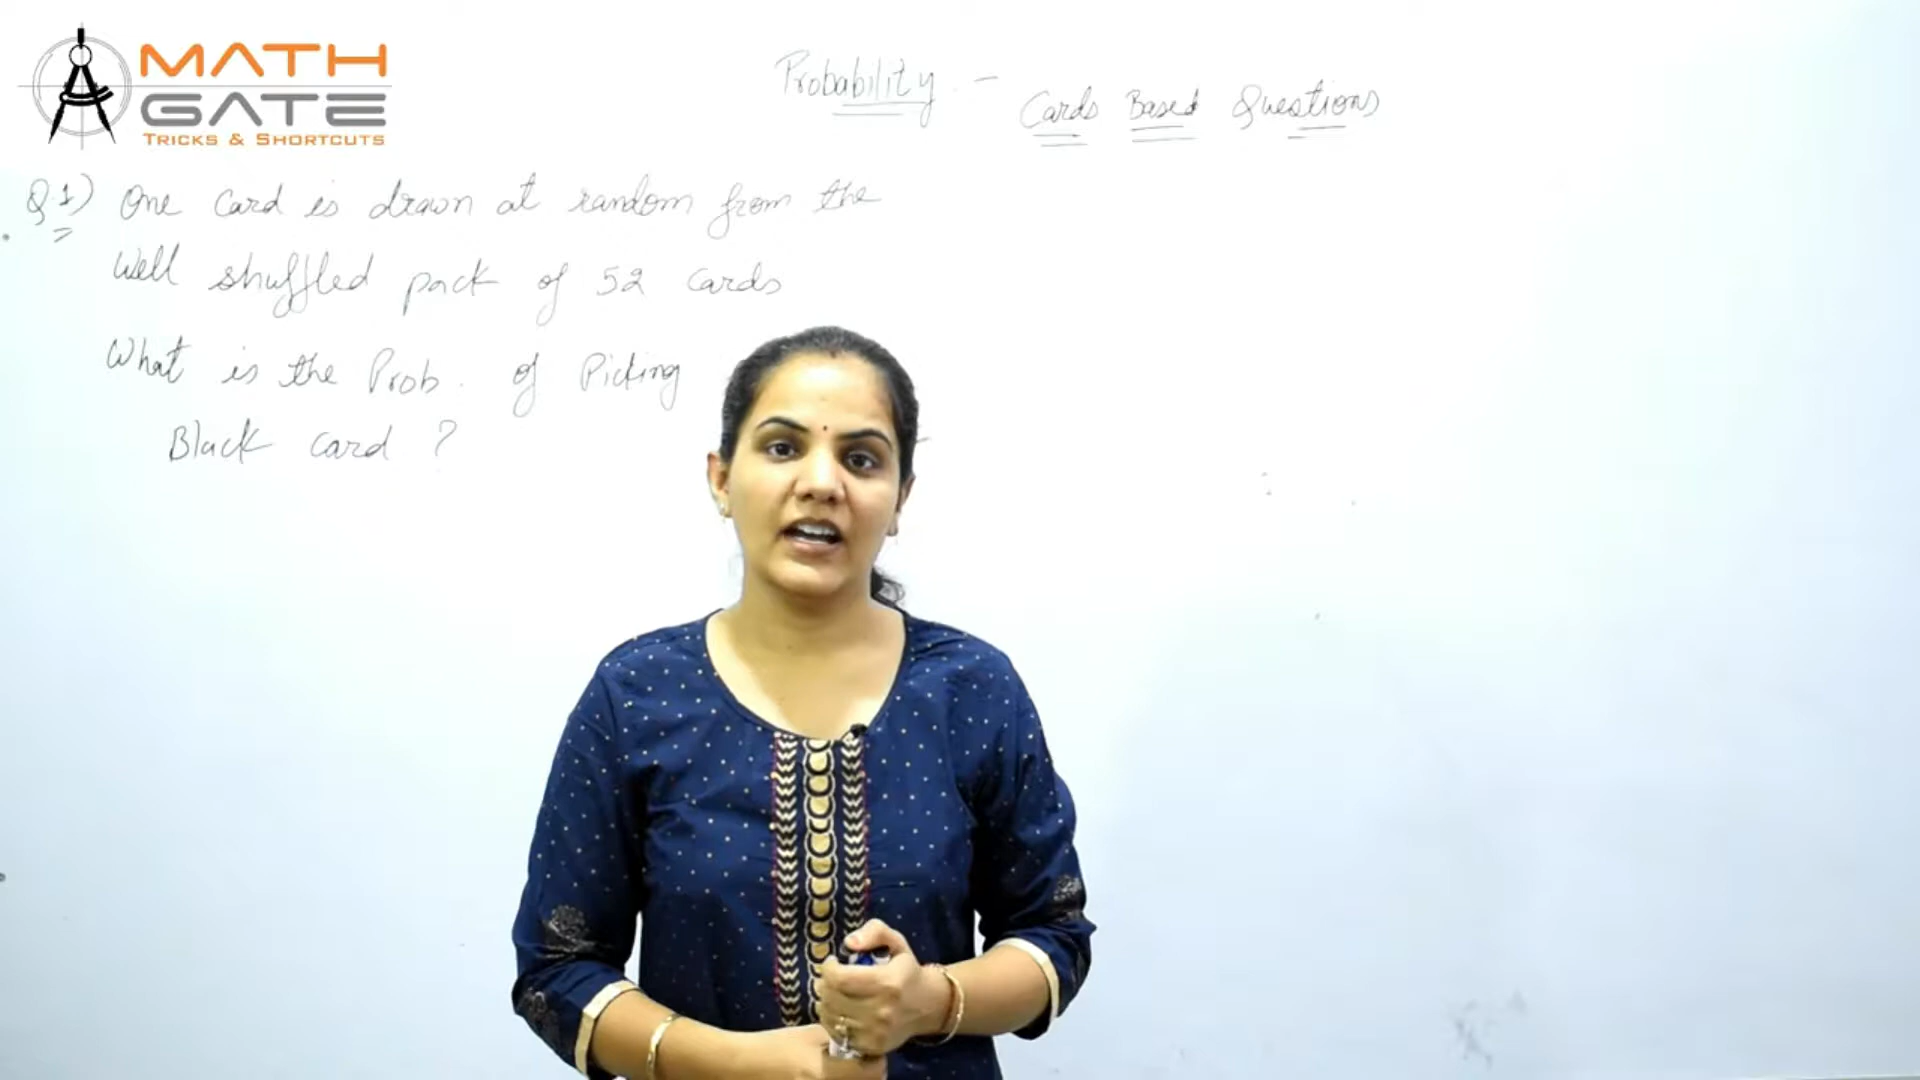 MATH
GATE
TRICKS & SHORTCUTS
Probability - Cards Based Questions
Q.1) One Card is drawn at random from the
Well shuffled pack of 52 cards
What is the Prob. of Picking
Black card ?